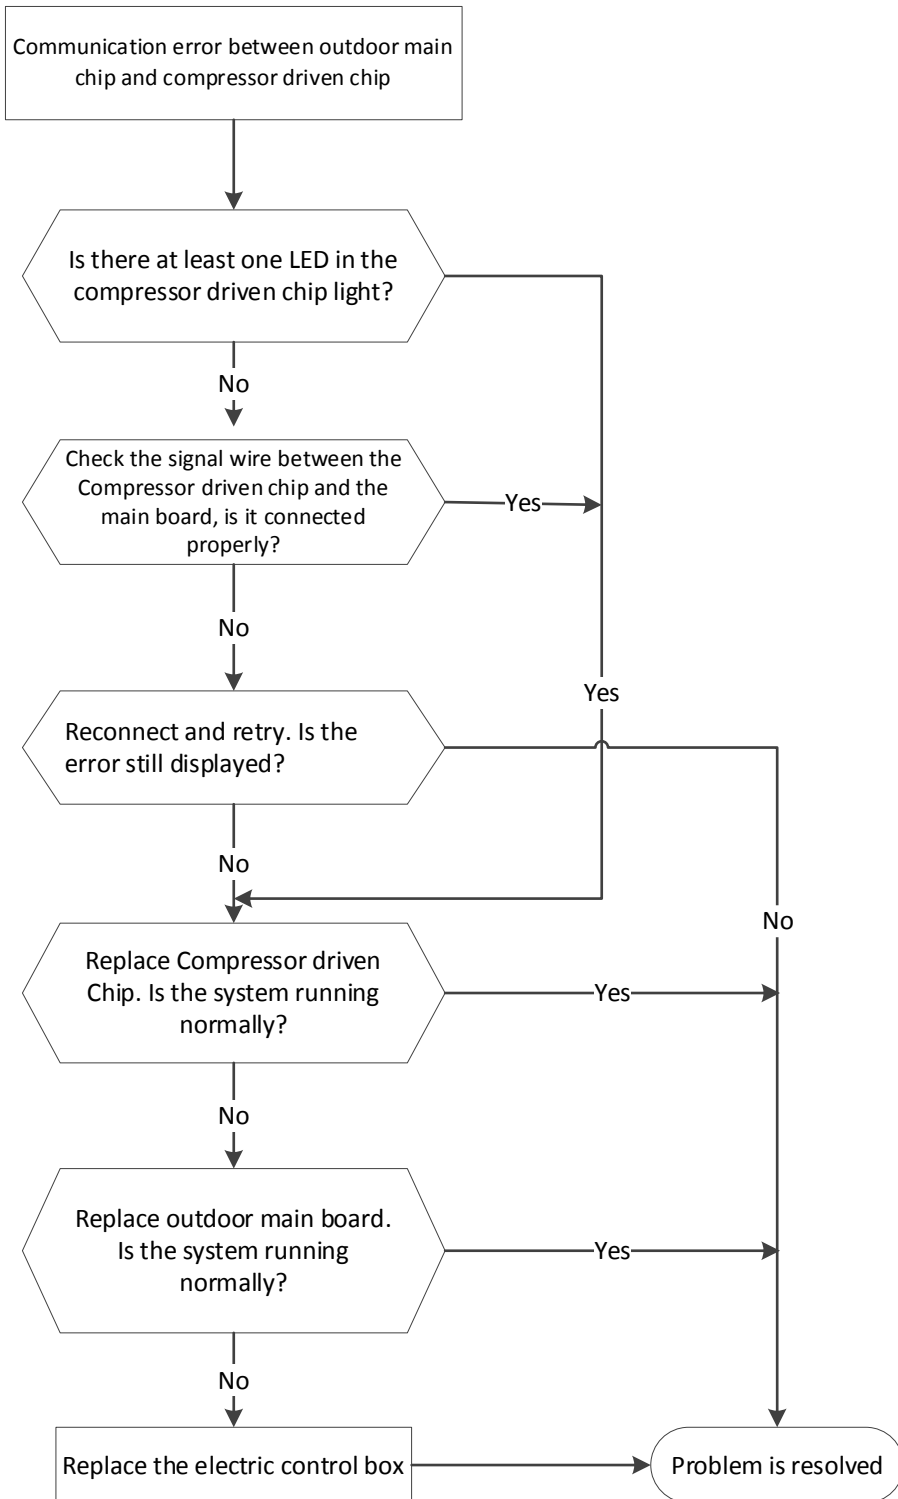 Communication error between outdoor main
chip and compressor driven chip
Is there at least one LED in the
compressor driven chip light?
No
Check the signal wire between the
Compressor driven chip and the
main board, is it connected
properly?
Yes
No
Yes
Reconnect and retry. Is the
error still displayed?
No
No
Replace Compressor driven
Chip. Is the system running
normally?
Yes
No
Replace outdoor main board.
Is the system running
normally?
Yes
No
Replace the electric control box
Problem is resolved